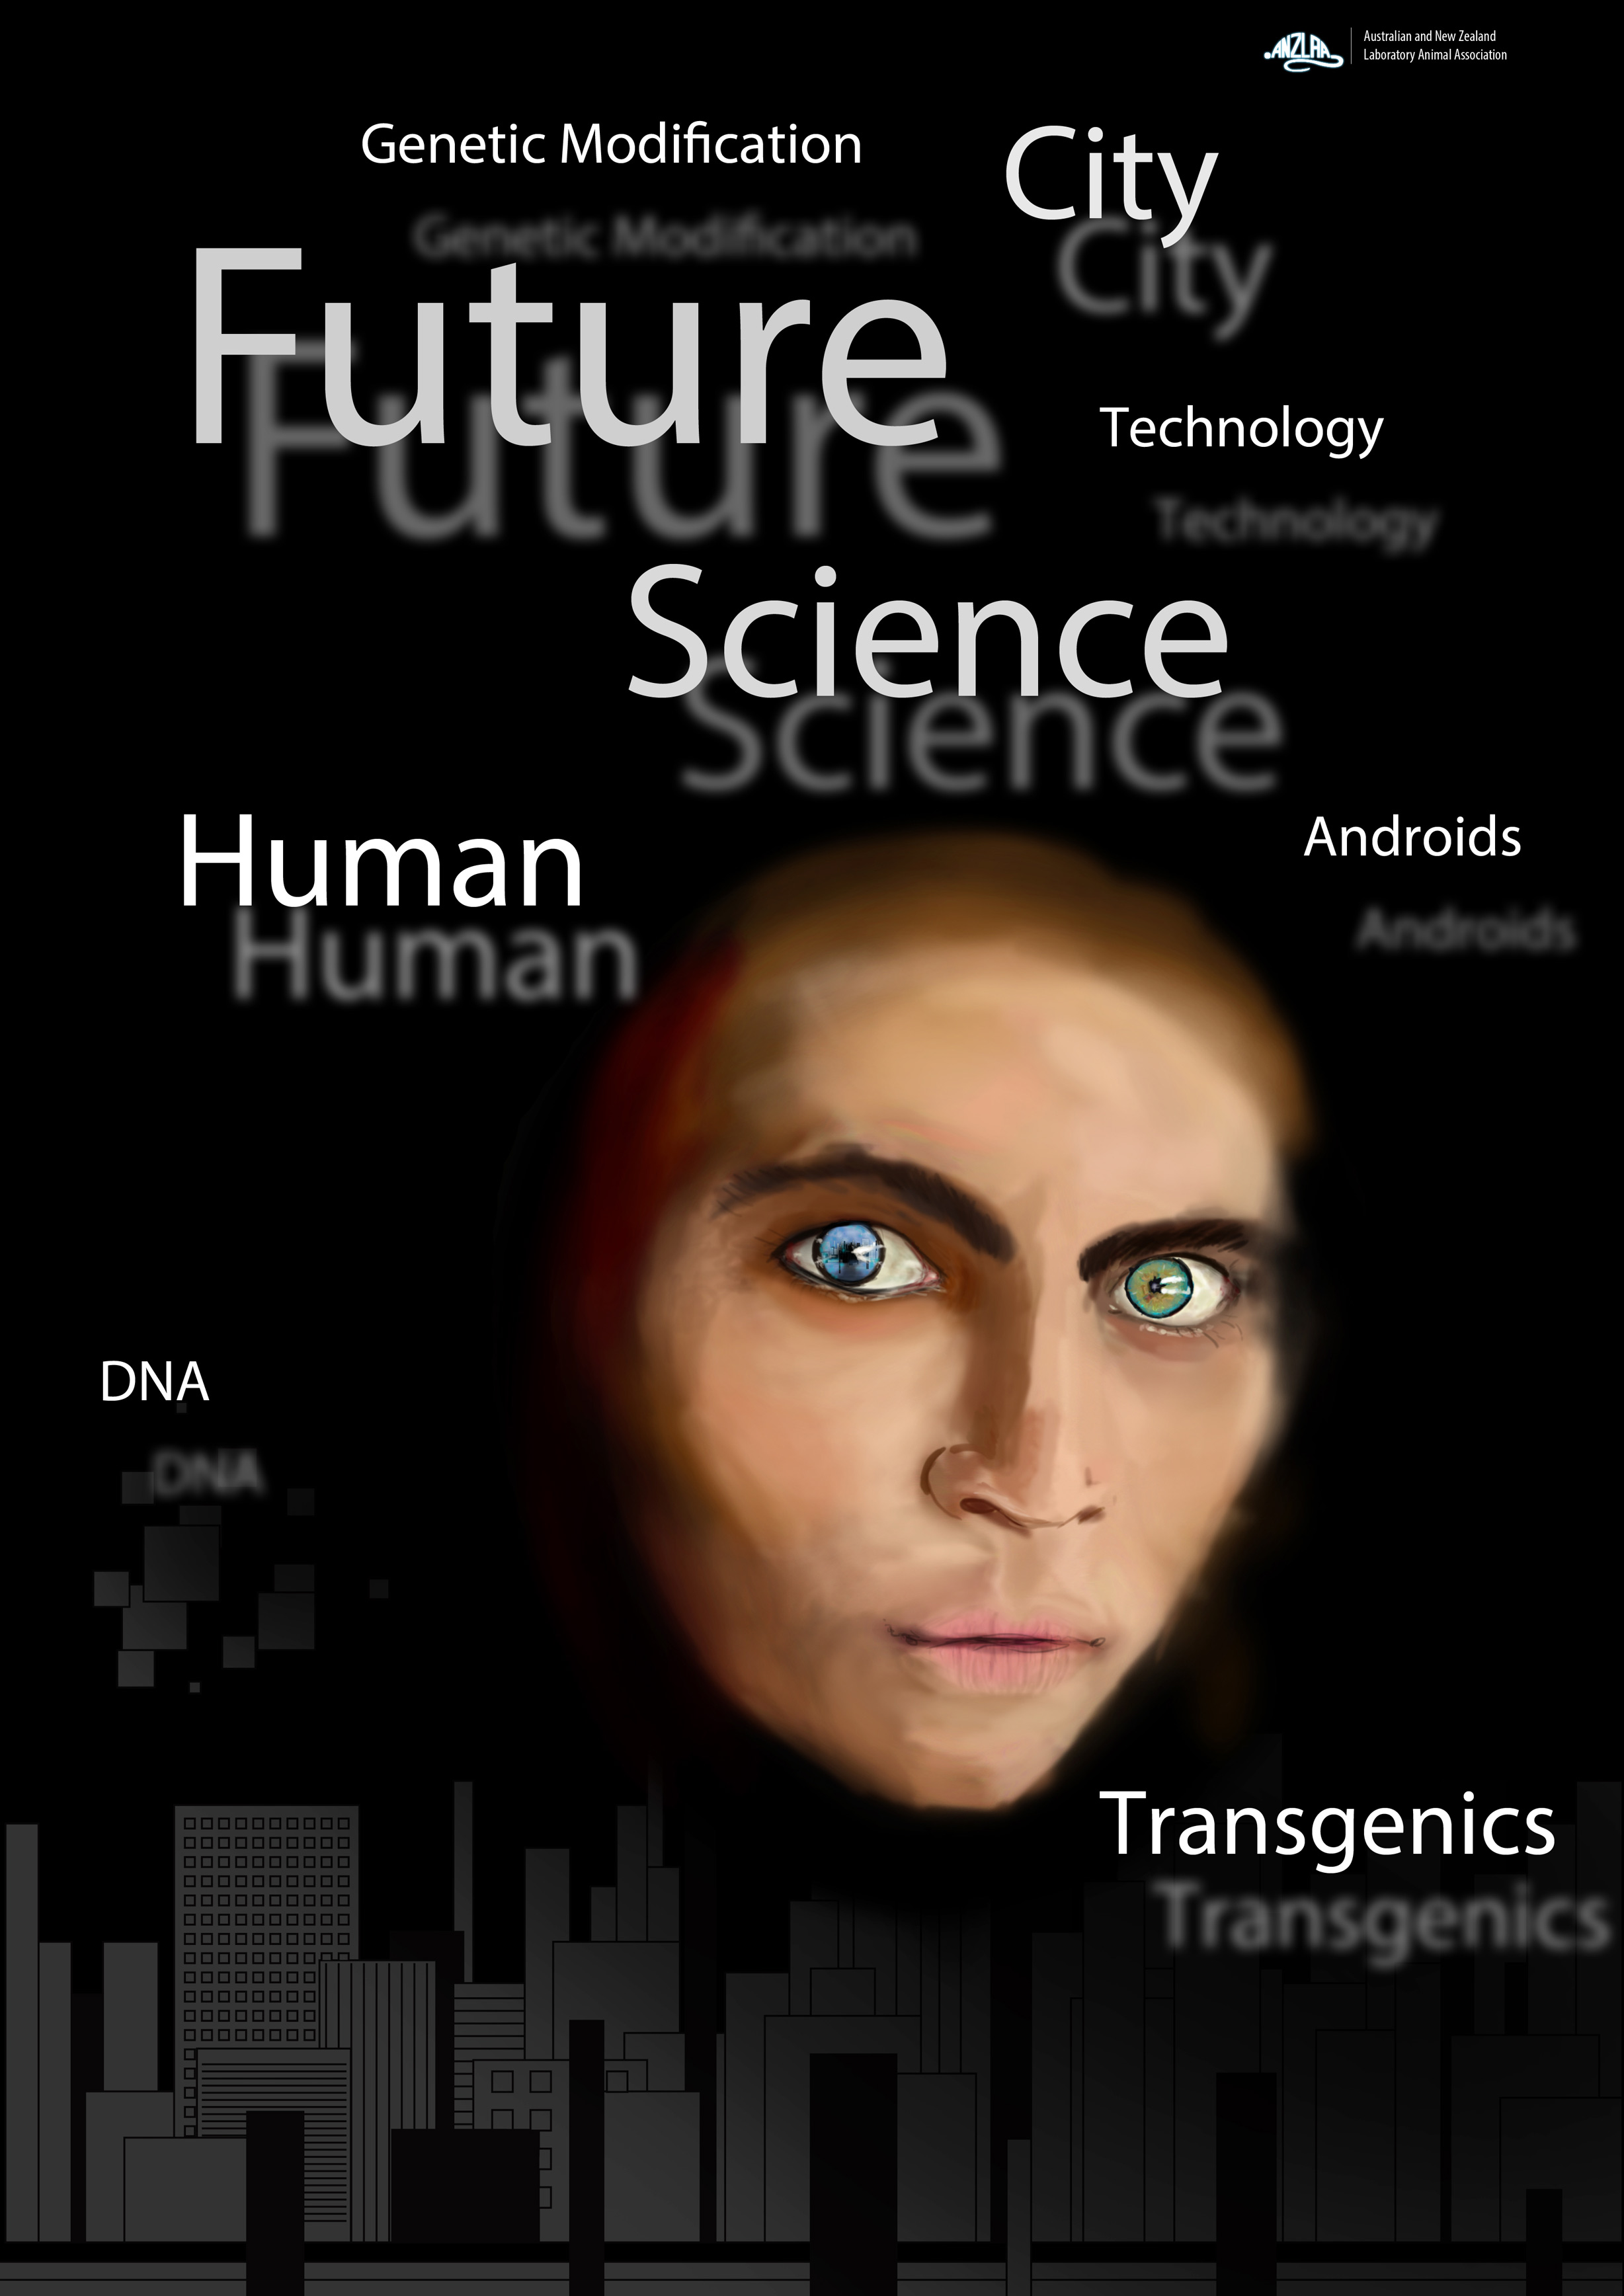 ANZLAA
Australian and New Zealand
Laboratory Animal Association
Genetic Modification
City
Genetic Modification
City
Future
Future
Technology
Technology
Science
Science
Human
Androids
Human
Androids
DNA
DNA
Transgenics
Transgenics